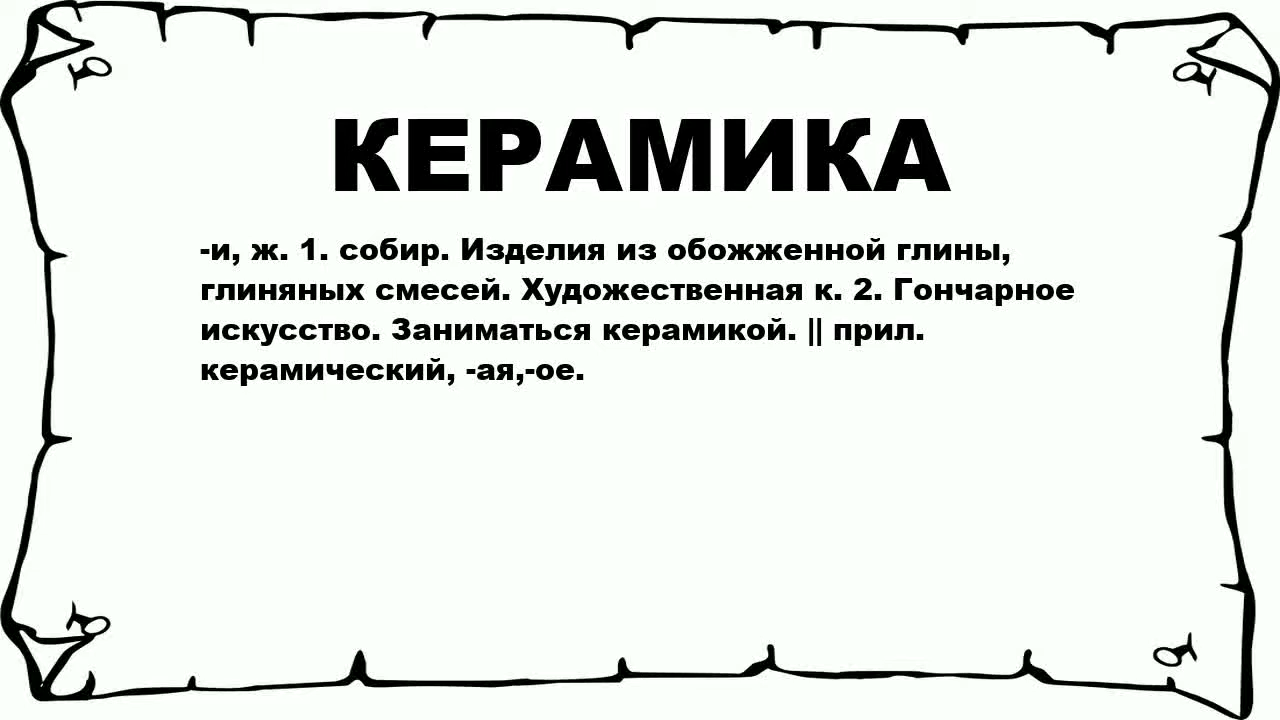 КЕРАМИКА
-и, ж. 1. собир. Изделия из обожженной глины,
глиняных смесей. Художественная к. 2. Гончарное
искусство. Заниматься керамикой. || прил.
керамический, -ая,-ое.